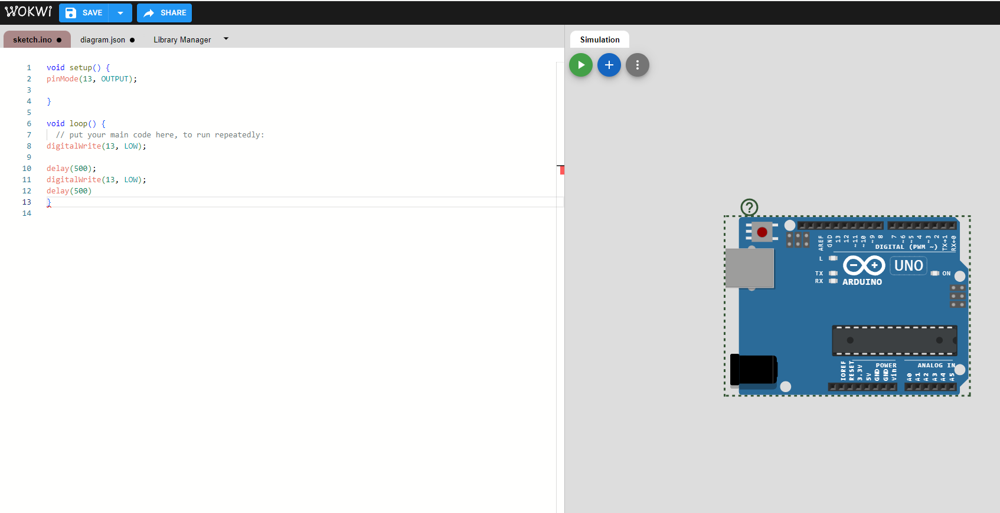 WOKWi SAVE SHARE
sketch.ino ● diagram.json ● Library Manager
Simulation
1 void setup() {
2 pinMode(13, OUTPUT);
3
4 }
5
6 void loop() {
7 // put your main code here, to run repeatedly:
8 digitalWrite(13, LOW);
9
10 delay(500);
11 digitalWrite(13, LOW);
12 delay(500)
13 }
14
?
AREF GND 13 12 ~11 ~10 ~9 8 7 ~6 ~5 4 ~3 2 TX→1 RX←0
DIGITAL (PWM ~)
L
UNO
TX ON
RX ARDUINO
POWER ANALOG IN
IOREF RESET 3.3V 5V GND GND Vin A0 A1 A2 A3 A4 A5